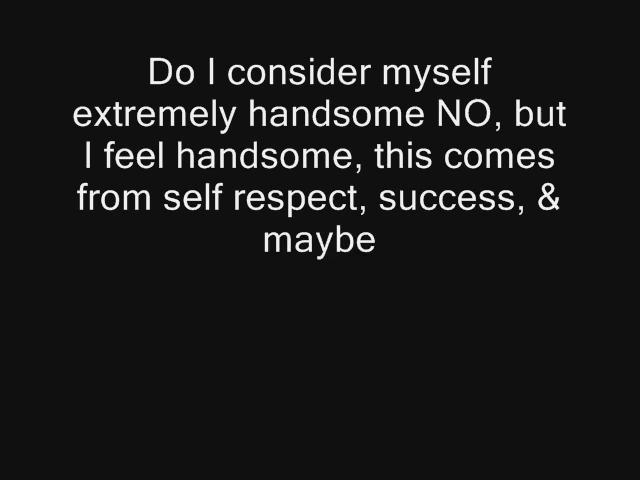 Do I consider myself
extremely handsome NO, but
I feel handsome, this comes
from self respect, success, &
maybe